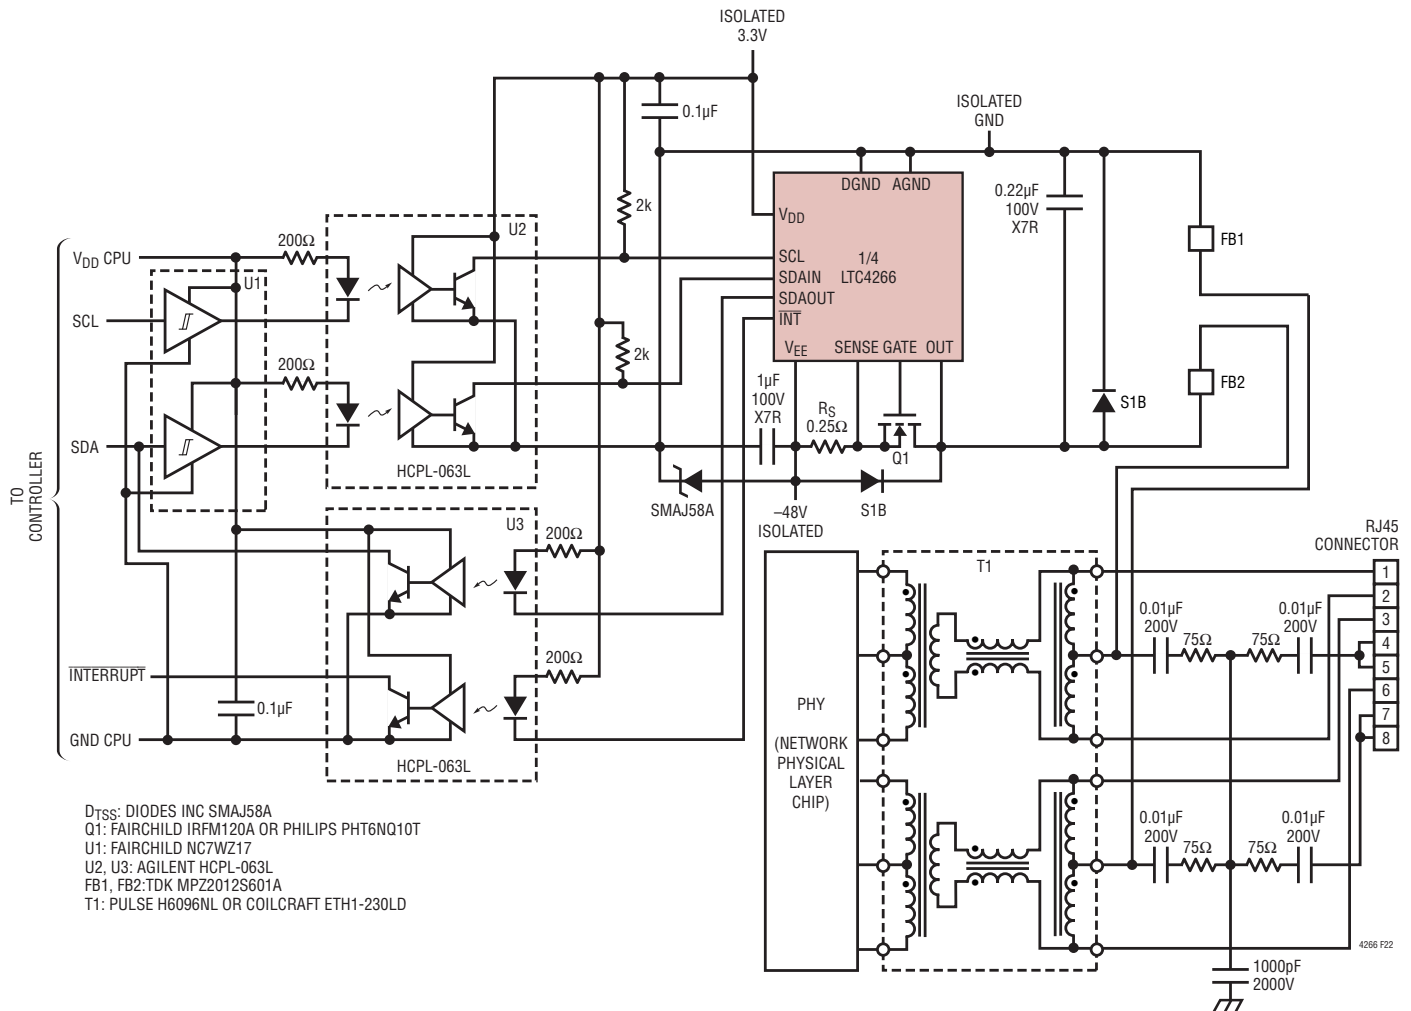 ISOLATED
3.3V
0.1µF
ISOLATED
GND
DGND AGND
0.22µF
100V
X7R
2k
VDD
FB1
U2
200Ω
VDD CPU
SCL
SDAIN
SDAOUT
INT
1/4
LTC4266
U1
SCL
VEE SENSE GATE OUT
2k
200Ω
FB2
1µF
100V
X7R
RS
0.25Ω
S1B
Q1
SDA
HCPL-063L
TO
CONTROLLER
SMAJ58A
–48V
ISOLATED
S1B
U3
200Ω
RJ45
CONNECTOR
T1
1
2
3
4
5
6
7
8
0.01µF
200V
75Ω
75Ω
0.01µF
200V
200Ω
INTERRUPT
0.1µF
GND CPU
HCPL-063L
PHY
(NETWORK
PHYSICAL
LAYER
CHIP)
0.01µF
200V
75Ω
75Ω
0.01µF
200V
DTSS: DIODES INC SMAJ58A
Q1: FAIRCHILD IRFM120A OR PHILIPS PHT6NQ10T
U1: FAIRCHILD NC7WZ17
U2, U3: AGILENT HCPL-063L
FB1, FB2:TDK MPZ2012S601A
T1: PULSE H6096NL OR COILCRAFT ETH1-230LD
4266 F22
1000pF
2000V